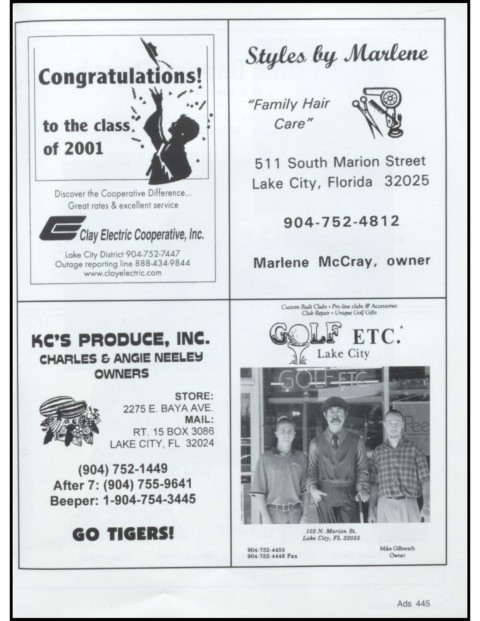 Congratulations!
to the class
of 2001
Discover the Cooperative Difference...
Great rates & excellent service
Clay Electric Cooperative, Inc.
Lake City District 904-752-7447
Outage reporting line 888-434-9844
www.clayelectric.com
Styles by Marlene
"Family Hair
Care"
511 South Marion Street
Lake City, Florida 32025
904-752-4812
Marlene McCray, owner
KC'S PRODUCE, INC.
CHARLES & ANGIE NEELEY
OWNERS
STORE:
2275 E. BAYA AVE.
MAIL:
RT. 15 BOX 3086
LAKE CITY, FL 32024
(904) 752-1449
After 7: (904) 755-9641
Beeper: 1-904-754-3445
GO TIGERS!
Custom Built Clubs • Pro-line clubs & Accessories
Club Repair • Unique Golf Gifts
GOLF ETC.
Lake City
GOLF ETC
102 N. Marion St.
Lake City, FL 32055
904-752-4455
904-752-4448 Fax
Mike Gilbreath
Owner
Ads 445